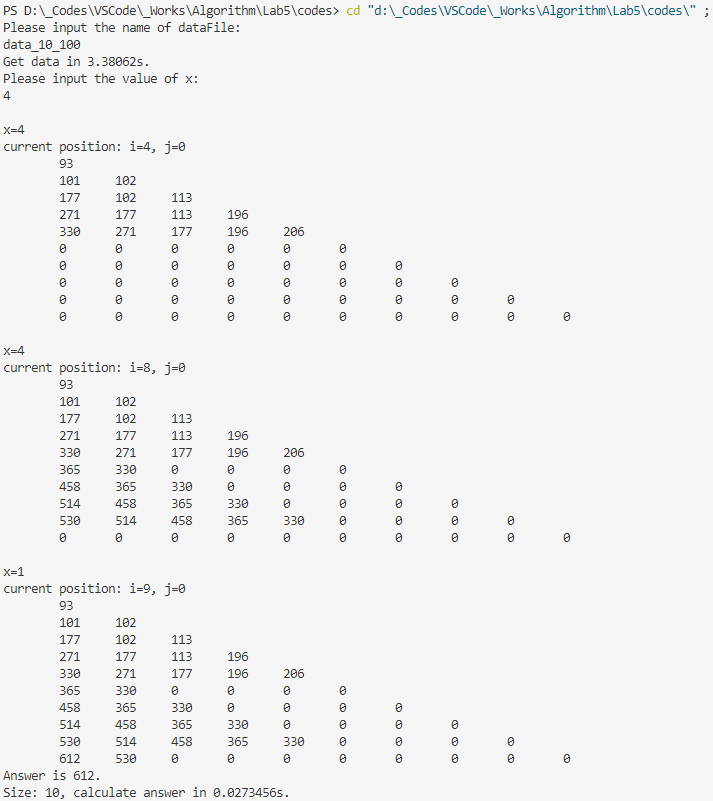 PS D:\_Codes\VSCode\_Works\Algorithm\Lab5\codes> cd "d:\_Codes\VSCode\_Works\Algorithm\Lab5\codes\" ;
Please input the name of dataFile:
data_10_100
Get data in 3.38062s.
Please input the value of x:
4
x=4
current position: i=4, j=0
93
101 102
177 102 113
271 177 113 196
330 271 177 196 206
0 0 0 0 0 0
0 0 0 0 0 0 0
0 0 0 0 0 0 0 0
0 0 0 0 0 0 0 0 0
0 0 0 0 0 0 0 0 0 0
x=4
current position: i=8, j=0
93
101 102
177 102 113
271 177 113 196
330 271 177 196 206
365 330 0 0 0 0
458 365 330 0 0 0 0
514 458 365 330 0 0 0 0
530 514 458 365 330 0 0 0 0
0 0 0 0 0 0 0 0 0 0
x=1
current position: i=9, j=0
93
101 102
177 102 113
271 177 113 196
330 271 177 196 206
365 330 0 0 0 0
458 365 330 0 0 0 0
514 458 365 330 0 0 0 0
530 514 458 365 330 0 0 0 0
612 530 0 0 0 0 0 0 0 0
Answer is 612.
Size: 10, calculate answer in 0.0273456s.